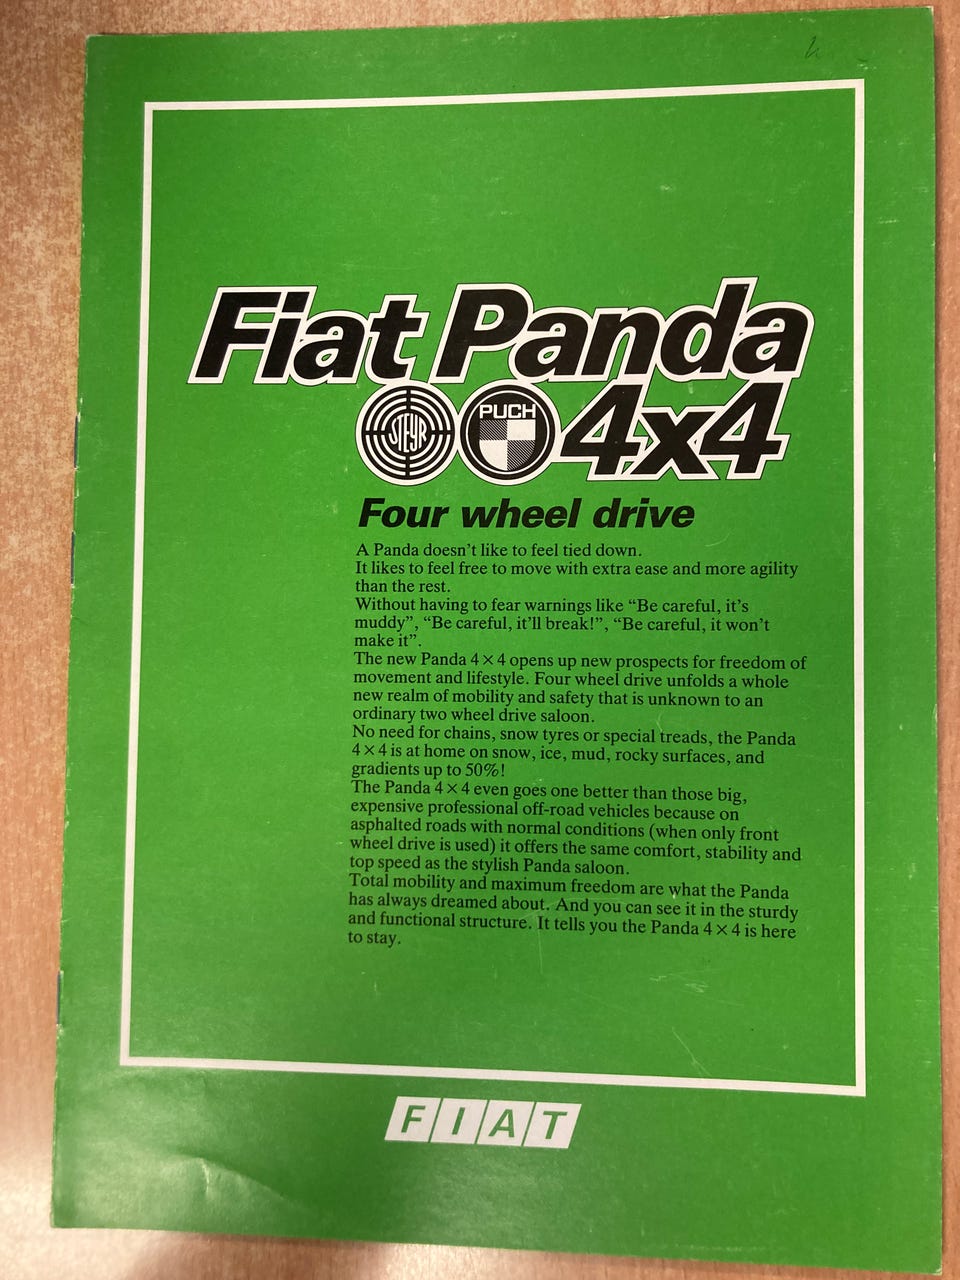 Fiat Panda
STEYR PUCH 4x4
Four wheel drive
A Panda doesn't like to feel tied down.
It likes to feel free to move with extra ease and more agility
than the rest.
Without having to fear warnings like “Be careful, it's
muddy”, “Be careful, it'll break!”, “Be careful, it won't
make it”.
The new Panda 4 × 4 opens up new prospects for freedom of
movement and lifestyle. Four wheel drive unfolds a whole
new realm of mobility and safety that is unknown to an
ordinary two wheel drive saloon.
No need for chains, snow tyres or special treads, the Panda
4 × 4 is at home on snow, ice, mud, rocky surfaces, and
gradients up to 50%!
The Panda 4 × 4 even goes one better than those big,
expensive professional off-road vehicles because on
asphalted roads with normal conditions (when only front
wheel drive is used) it offers the same comfort, stability and
top speed as the stylish Panda saloon.
Total mobility and maximum freedom are what the Panda
has always dreamed about. And you can see it in the sturdy
and functional structure. It tells you the Panda 4 × 4 is here
to stay.
FIAT